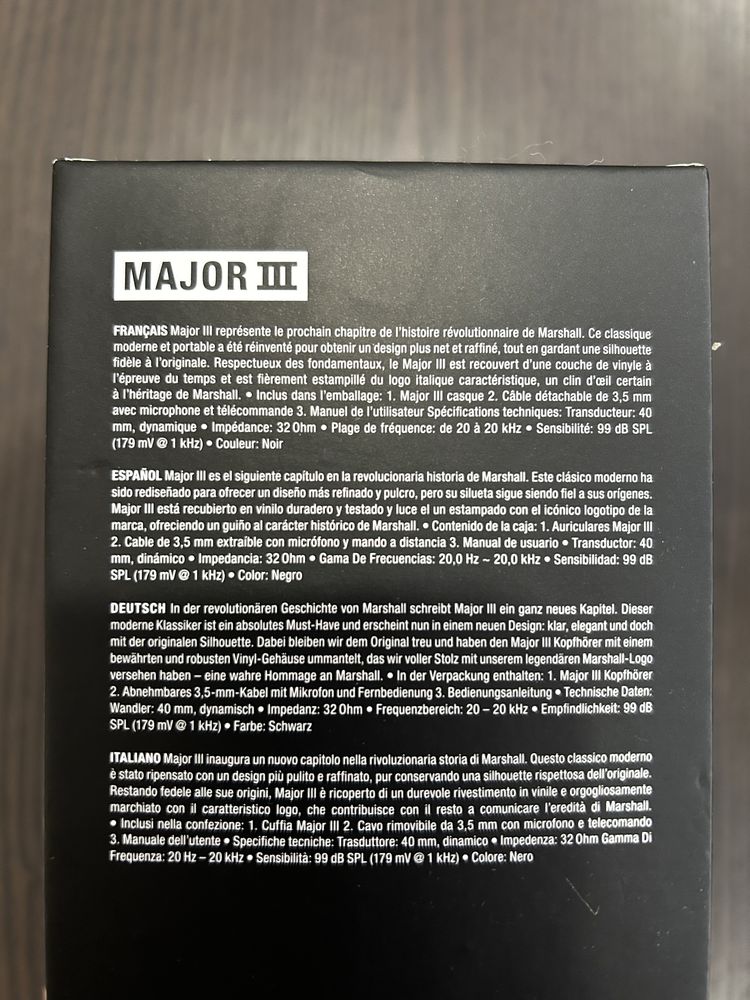 MAJOR III
FRANÇAIS Major III représente le prochain chapitre de l'histoire révolutionnaire de Marshall. Ce classique
moderne et portable a été réinventé pour obtenir un design plus net et raffiné, tout en gardant une silhouette
fidèle à l'originale. Respectueux des fondamentaux, le Major III est recouvert d'une couche de vinyle à
l'épreuve du temps et est fièrement estampillé du logo italique caractéristique, un clin d'œil certain
à l'héritage de Marshall. • Inclus dans l'emballage: 1. Major III casque 2. Câble détachable de 3,5 mm
avec microphone et télécommande 3. Manuel de l'utilisateur Spécifications techniques: Transducteur: 40
mm, dynamique • Impédance: 32 Ohm • Plage de fréquence: de 20 à 20 kHz • Sensibilité: 99 dB SPL
(179 mV @ 1 kHz) • Couleur: Noir
ESPAÑOL Major III es el siguiente capítulo en la revolucionaria historia de Marshall. Este clásico moderno ha
sido rediseñado para ofrecer un diseño más refinado y pulcro, pero su silueta sigue siendo fiel a sus orígenes.
Major III está recubierto en vinilo duradero y testado y luce el un estampado con el icónico logotipo de la
marca, ofreciendo un guiño al carácter histórico de Marshall. • Contenido de la caja: 1. Auriculares Major III
2. Cable de 3,5 mm extraíble con micrófono y mando a distancia 3. Manual de usuario • Transductor: 40
mm, dinámico • Impedancia: 32 Ohm • Gama De Frecuencias: 20,0 Hz ~ 20,0 kHz • Sensibilidad: 99 dB
SPL (179 mV @ 1 kHz) • Color: Negro
DEUTSCH In der revolutionären Geschichte von Marshall schreibt Major III ein ganz neues Kapitel. Dieser
moderne Klassiker ist ein absolutes Must-Have und erscheint nun in einem neuen Design: klar, elegant und doch
mit der originalen Silhouette. Dabei bleiben wir dem Original treu und haben den Major III Kopfhörer mit einem
bewährten und robusten Vinyl-Gehäuse ummantelt, das wir voller Stolz mit unserem legendären Marshall-Logo
versehen haben – eine wahre Hommage an Marshall. • In der Verpackung enthalten: 1. Major III Kopfhörer
2. Abnehmbares 3,5-mm-Kabel mit Mikrofon und Fernbedienung 3. Bedienungsanleitung • Technische Daten:
Wandler: 40 mm, dynamisch • Impedanz: 32 Ohm • Frequenzbereich: 20 – 20 kHz • Empfindlichkeit: 99 dB
SPL (179 mV @ 1 kHz) • Farbe: Schwarz
ITALIANO Major III inaugura un nuovo capitolo nella rivoluzionaria storia di Marshall. Questo classico moderno
è stato ripensato con un design più pulito e raffinato, pur conservando una silhouette rispettosa dell'originale.
Restando fedele alle sue origini, Major III è ricoperto di un durevole rivestimento in vinile e orgogliosamente
marchiato con il caratteristico logo, che contribuisce con il resto a comunicare l'eredità di Marshall.
• Inclusi nella confezione: 1. Cuffia Major III 2. Cavo rimovibile da 3,5 mm con microfono e telecomando
3. Manuale dell'utente • Specifiche tecniche: Trasduttore: 40 mm, dinamico • Impedenza: 32 Ohm Gamma Di
Frequenza: 20 Hz – 20 kHz • Sensibilità: 99 dB SPL (179 mV @ 1 kHz) • Colore: Nero